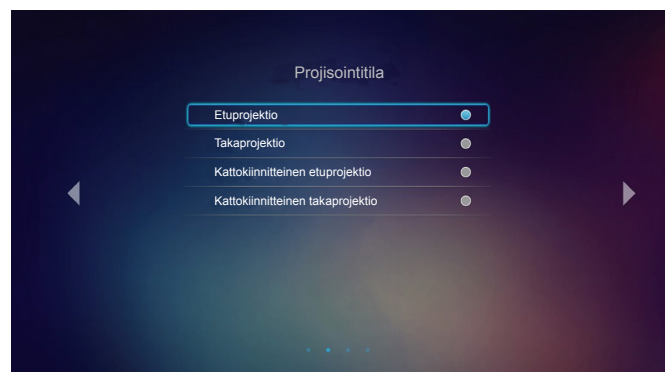 Projisointitila
Etuprojektio
Takaprojektio
Kattokiinnitteinen etuprojektio
Kattokiinnitteinen takaprojektio